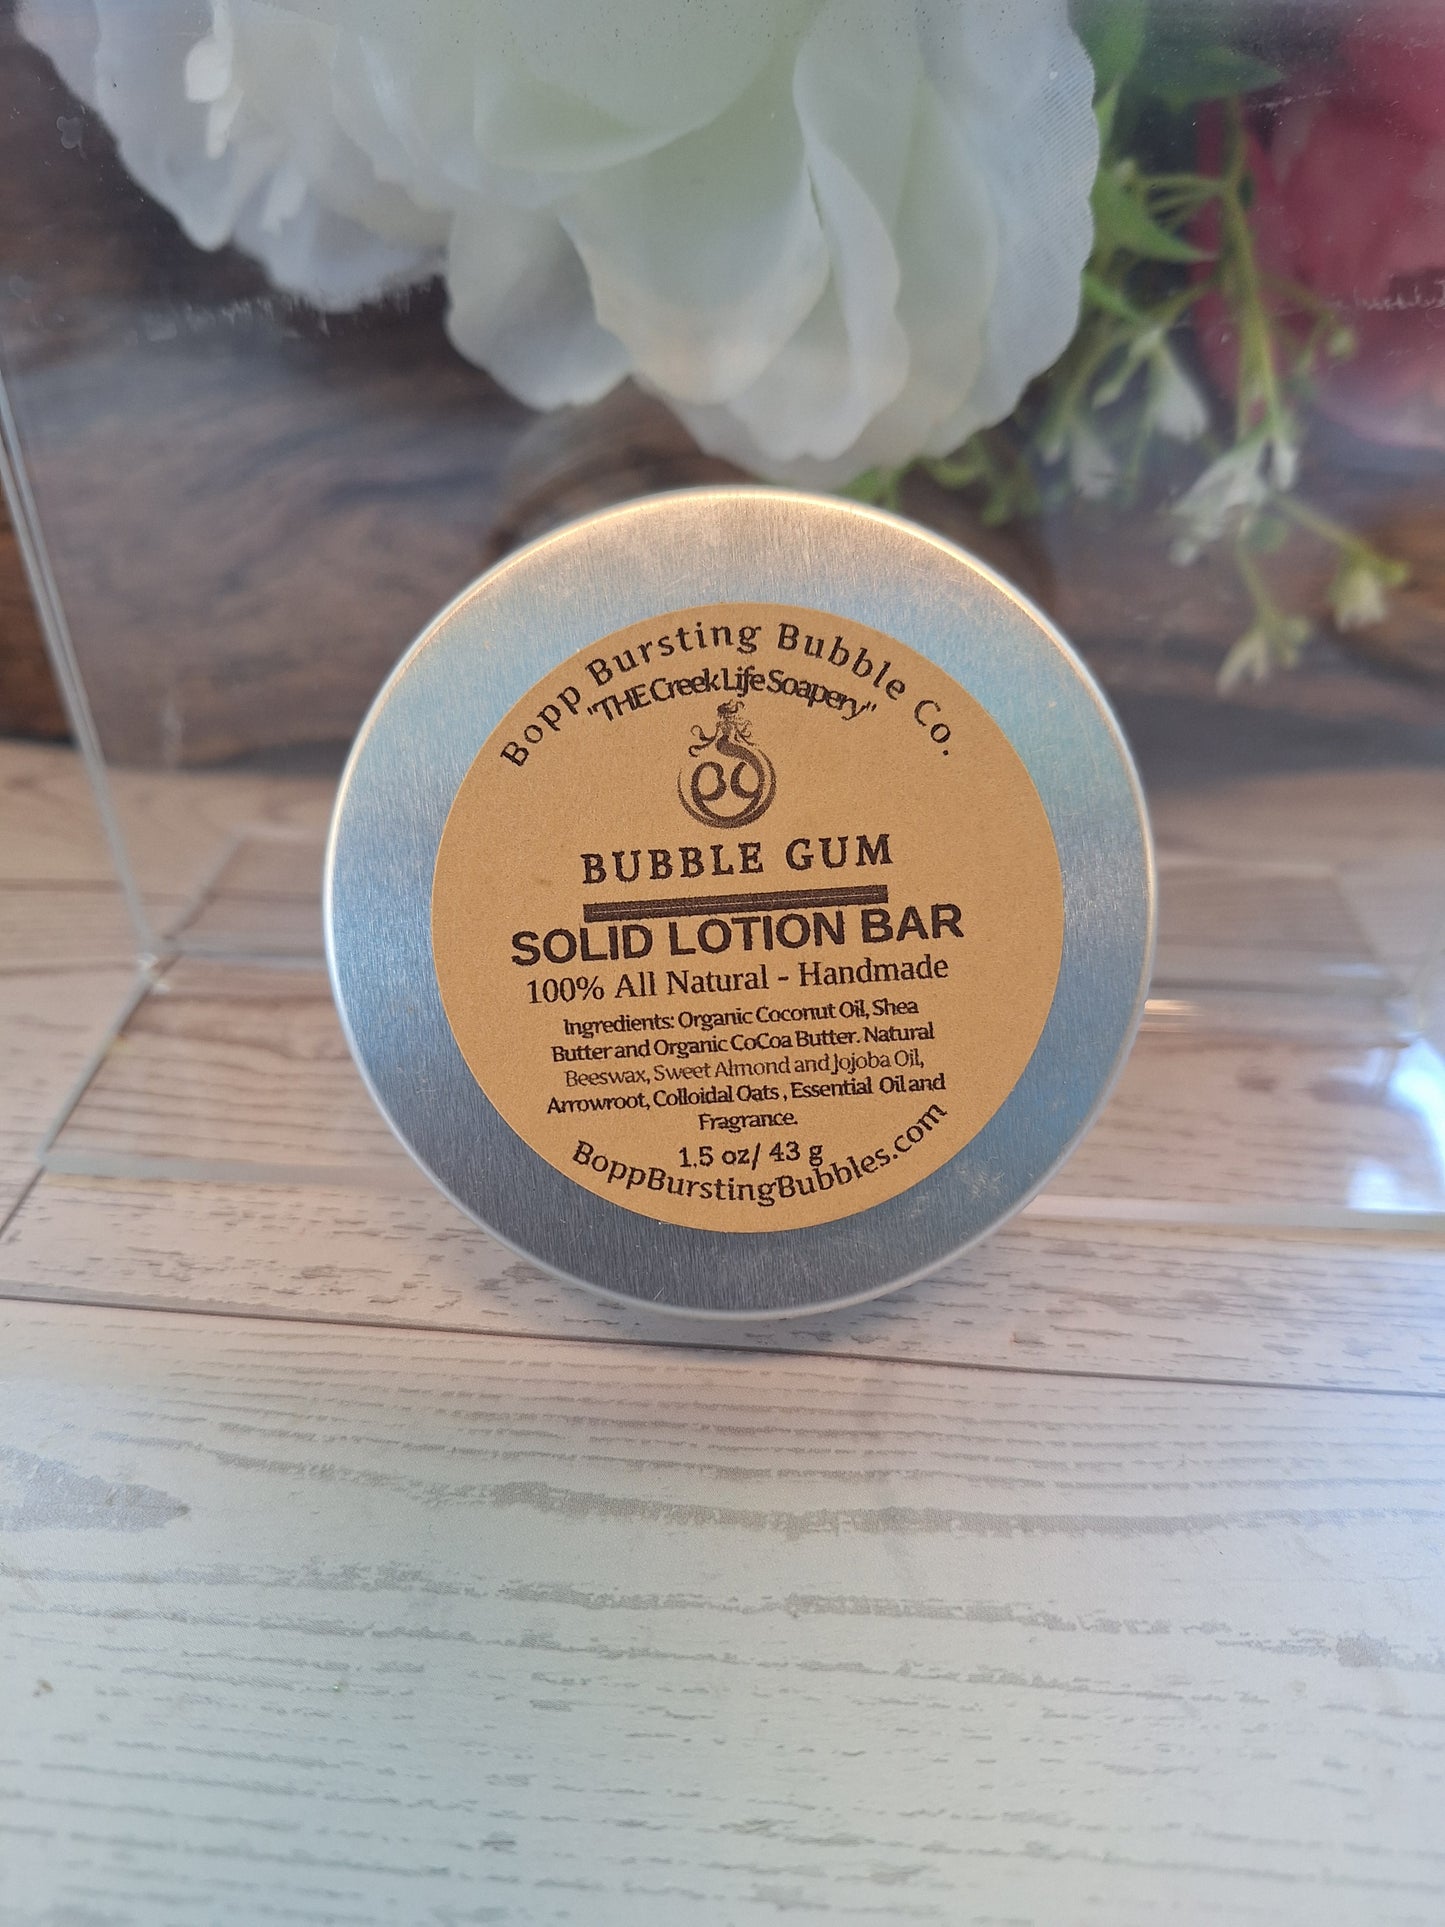 Bopp Bursting Bubble Co.
"THE Creek Life Soapery"
BUBBLE GUM
SOLID LOTION BAR
100% All Natural - Handmade
Ingredients: Organic Coconut Oil, Shea
Butter and Organic CoCoa Butter. Natural
Beeswax, Sweet Almond and Jojoba Oil,
Arrowroot, Colloidal Oats , Essential Oil and
Fragrance.
1.5 oz/ 43 g
BoppBurstingBubbles.com